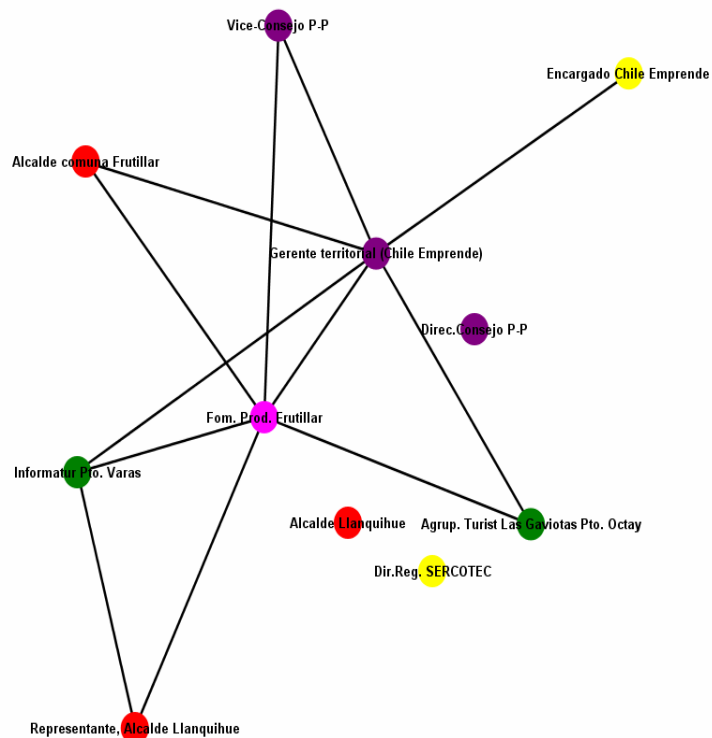 Vice-Consejo P-P
Encargado Chile Emprende
Alcalde comuna Frutillar
Gerente territorial (Chile Emprende)
Direc.Consejo P-P
Fom. Prod. Frutillar
Informatur Pto. Varas
Alcalde Llanquihue
Agrup. Turist Las Gaviotas Pto. Octay
Dir.Reg. SERCOTEC
Representante, Alcalde Llanquihue